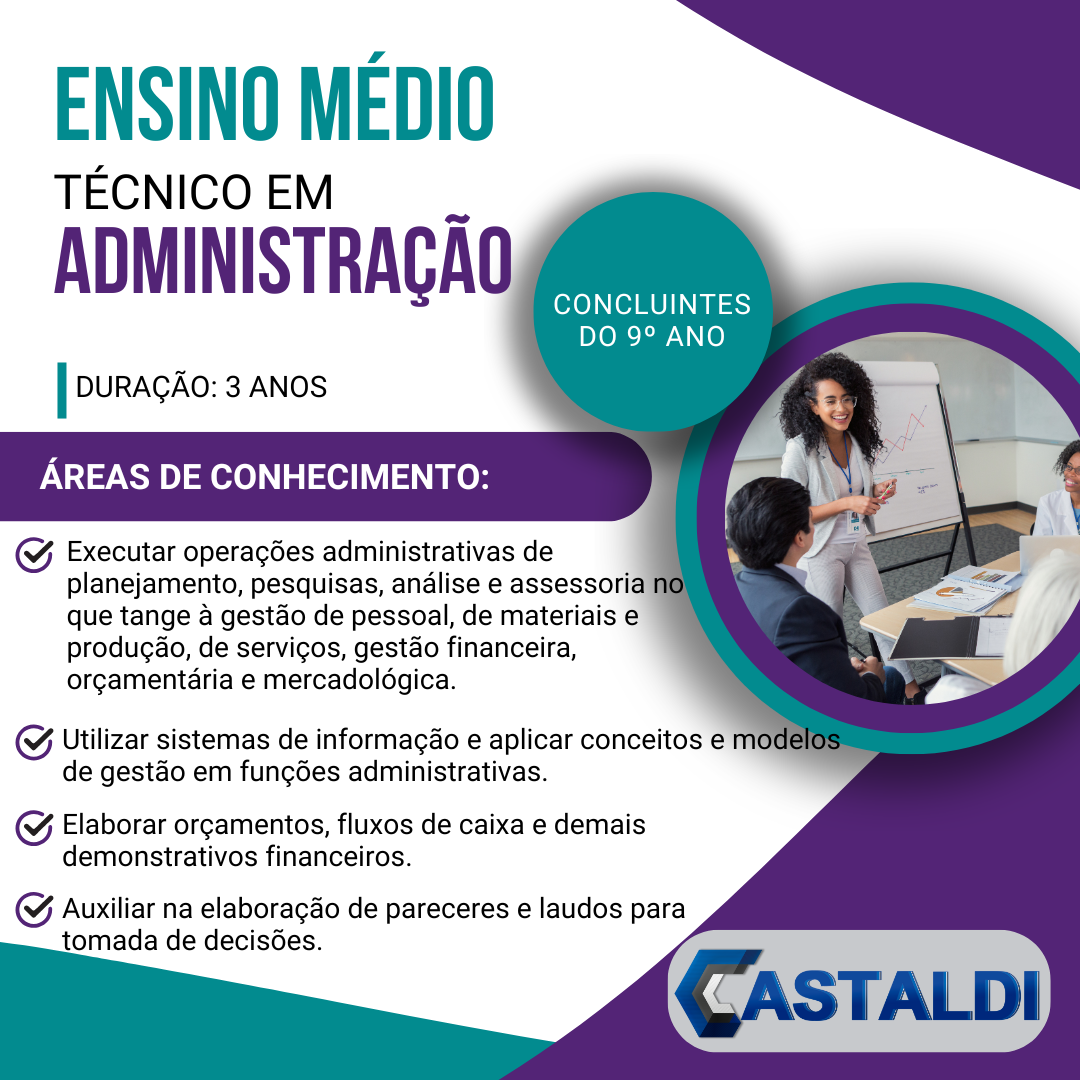 ENSINO MÉDIO
TÉCNICO EM
ADMINISTRAÇÃO
CONCLUINTES
DO 9º ANO
DURAÇÃO: 3 ANOS
ÁREAS DE CONHECIMENTO:
Executar operações administrativas de
planejamento, pesquisas, análise e assessoria no
que tange à gestão de pessoal, de materiais e
produção, de serviços, gestão financeira,
orçamentária e mercadológica.
Utilizar sistemas de informação e aplicar conceitos e modelos
de gestão em funções administrativas.
Elaborar orçamentos, fluxos de caixa e demais
demonstrativos financeiros.
Auxiliar na elaboração de pareceres e laudos para
tomada de decisões.
CASTALDI